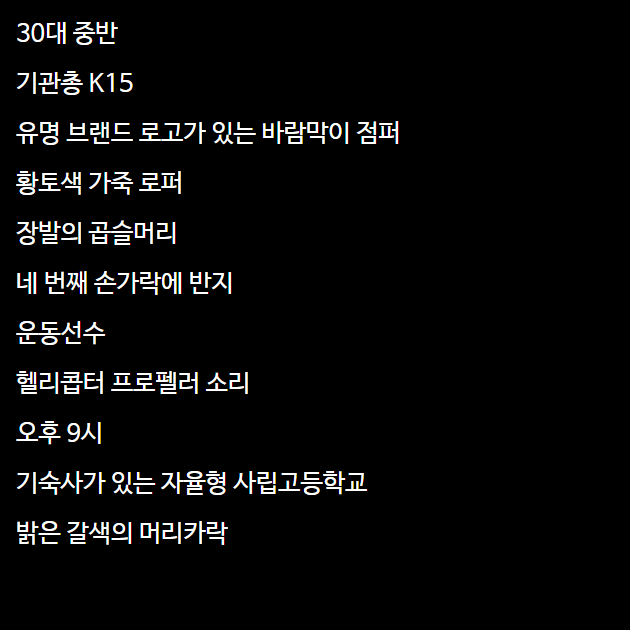 30대 중반
기관총 K15
유명 브랜드 로고가 있는 바람막이 점퍼
황토색 가죽 로퍼
장발의 곱슬머리
네 번째 손가락에 반지
운동선수
헬리콥터 프로펠러 소리
오후 9시
기숙사가 있는 자율형 사립고등학교
밝은 갈색의 머리카락